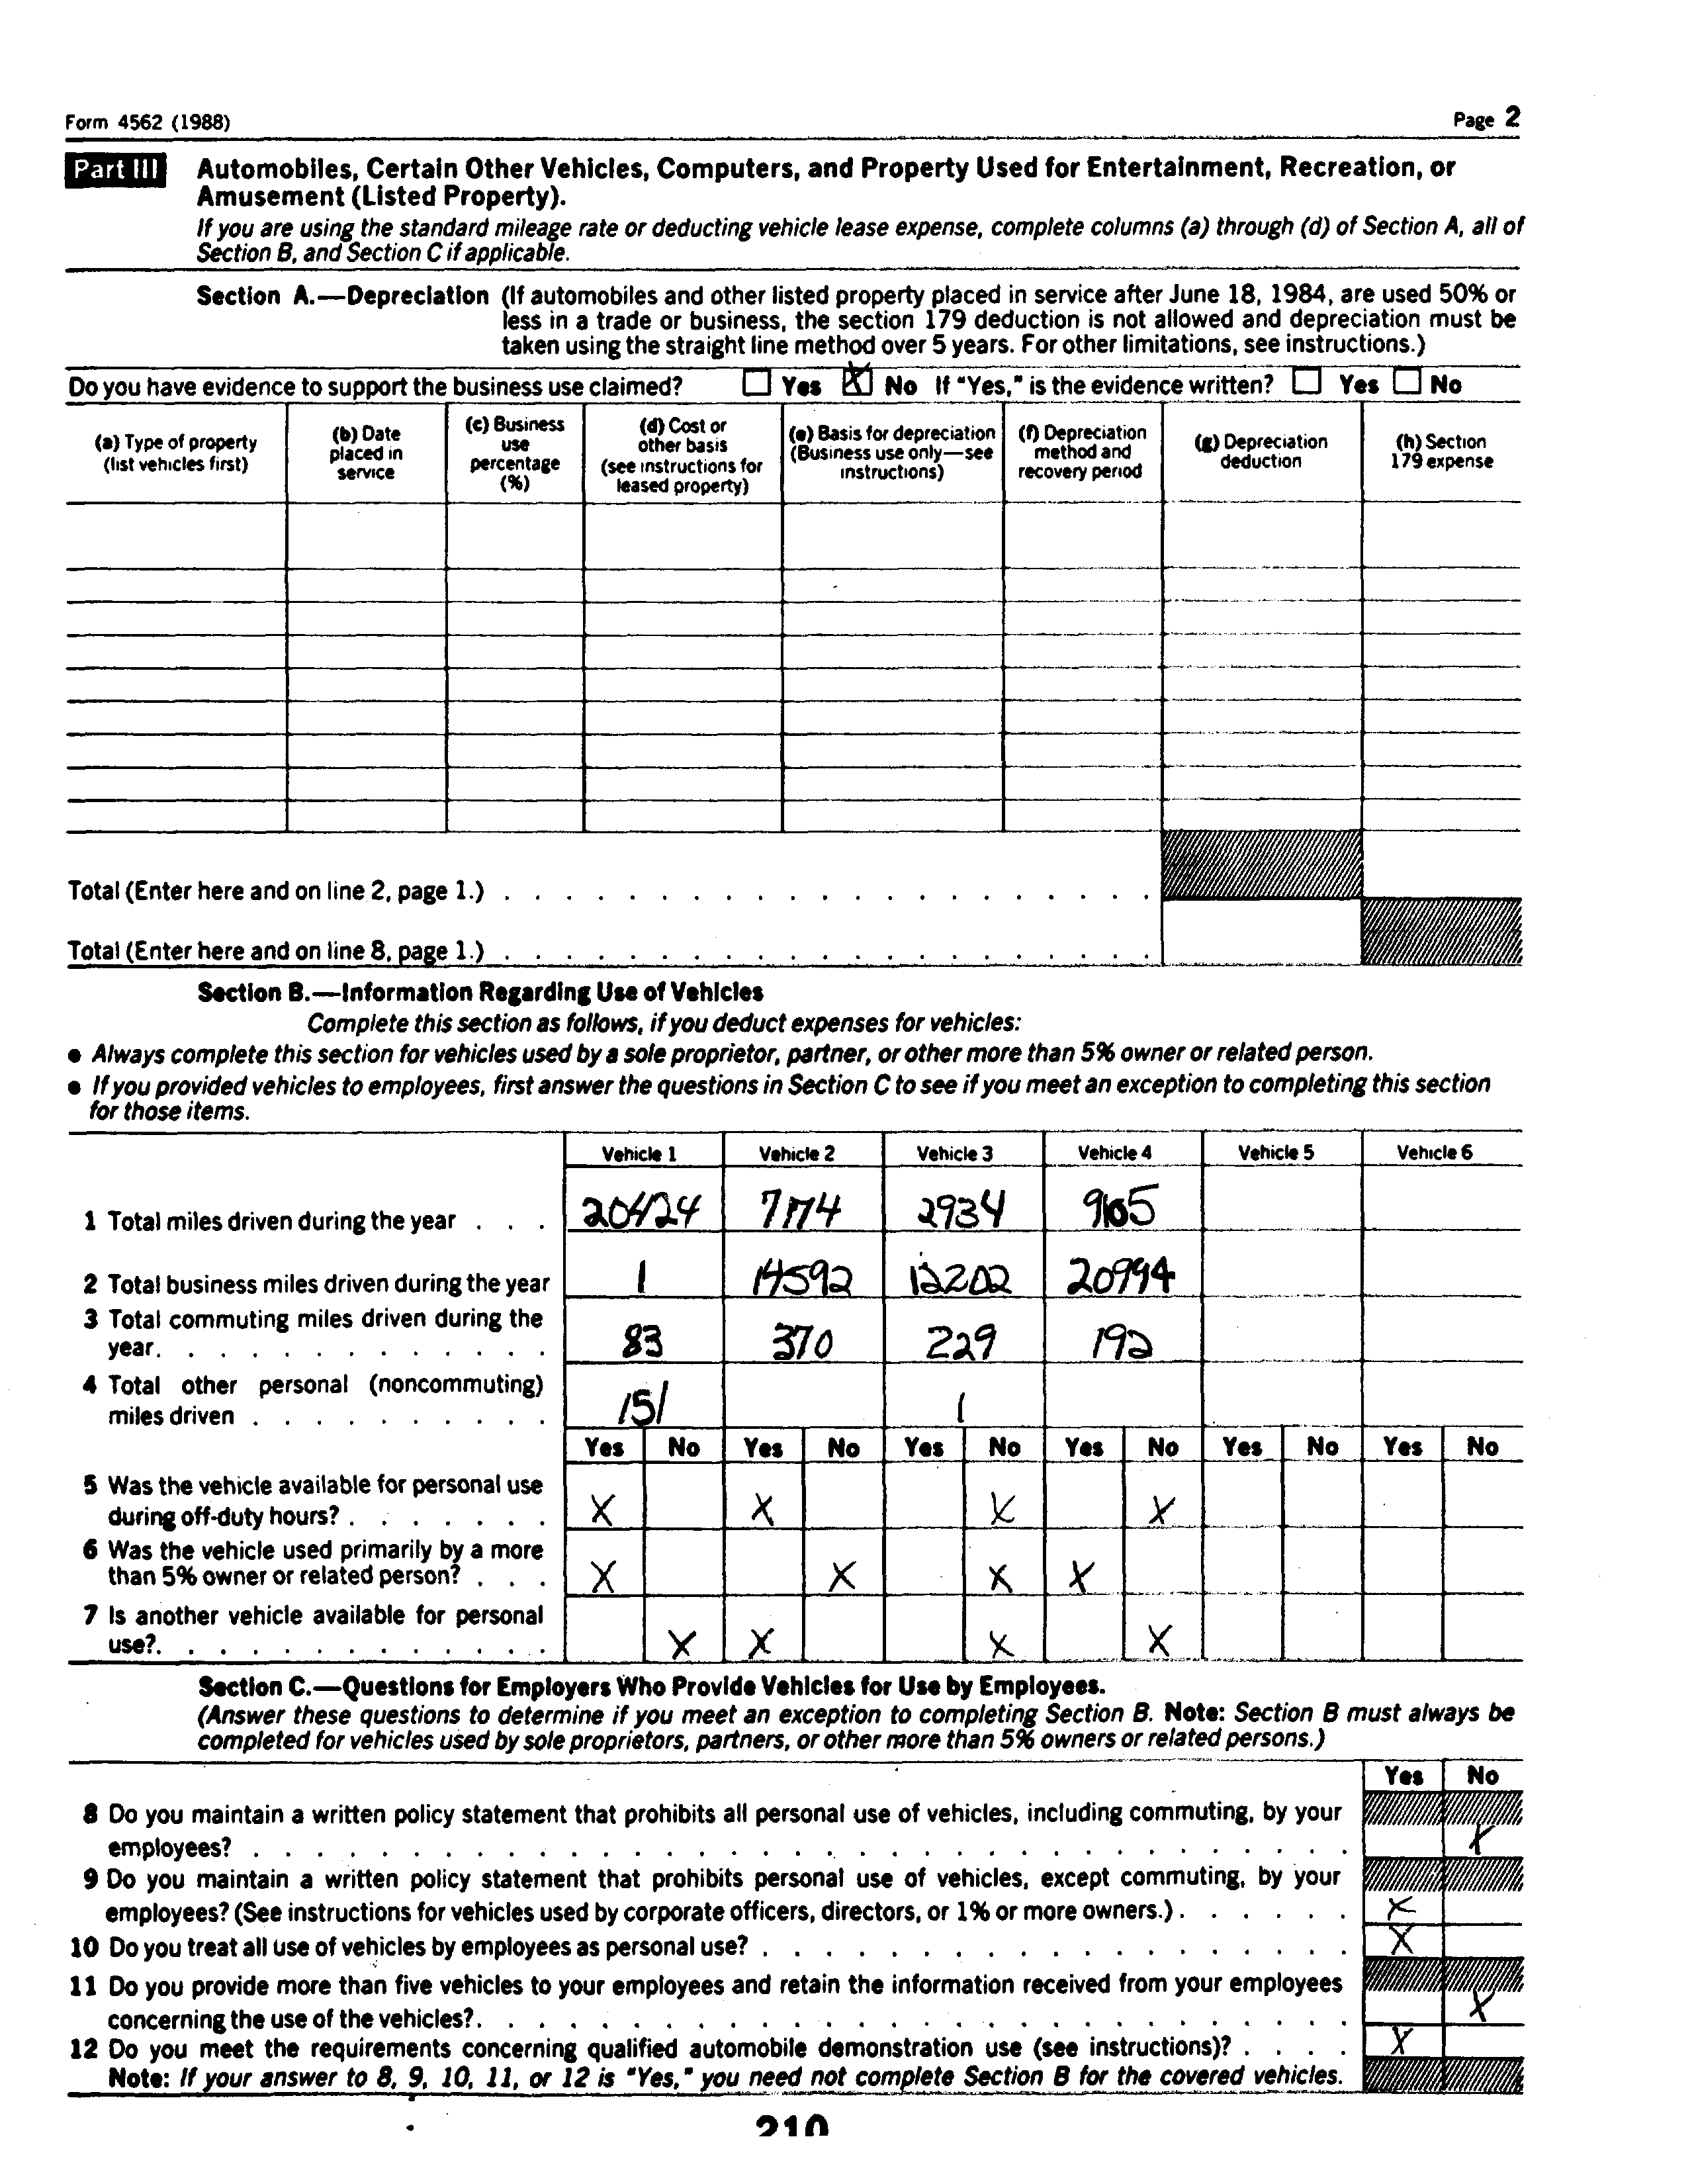 Form 4562 (1988) Page 2
Part III Automobiles, Certain Other Vehicles, Computers, and Property Used for Entertainment, Recreation, or
Amusement (Listed Property).
If you are using the standard mileage rate or deducting vehicle lease expense, complete columns (a) through (d) of Section A, all of
Section B, and Section C if applicable.
Section A.—Depreciation (If automobiles and other listed property placed in service after June 18, 1984, are used 50% or
less in a trade or business, the section 179 deduction is not allowed and depreciation must be
taken using the straight line method over 5 years. For other limitations, see instructions.)
Do you have evidence to support the business use claimed? Yes X No If "Yes," is the evidence written? Yes No
(a) Type of property
(list vehicles first)
(b) Date
placed in
service
(c) Business
use
percentage
(%)
(d) Cost or
other basis
(see instructions for
leased property)
(e) Basis for depreciation
(Business use only—see
instructions)
(f) Depreciation
method and
recovery period
(g) Depreciation
deduction
(h) Section
179 expense
Total (Enter here and on line 2, page 1.)
Total (Enter here and on line 8, page 1.)
Section B.—Information Regarding Use of Vehicles
Complete this section as follows, if you deduct expenses for vehicles:
● Always complete this section for vehicles used by a sole proprietor, partner, or other more than 5% owner or related person.
● If you provided vehicles to employees, first answer the questions in Section C to see if you meet an exception to completing this section
for those items.
Vehicle 1 Vehicle 2 Vehicle 3 Vehicle 4 Vehicle 5 Vehicle 6
1 Total miles driven during the year . . . 2934
2 Total business miles driven during the year 1 14592 12202 20994
3 Total commuting miles driven during the
year. 83 370 229 192
4 Total other personal (noncommuting)
miles driven 151 1
Yes No Yes No Yes No Yes No Yes No Yes No
5 Was the vehicle available for personal use
during off-duty hours? X X X X
6 Was the vehicle used primarily by a more
than 5% owner or related person? X X X X
7 Is another vehicle available for personal
use? X X X X
Section C.—Questions for Employers Who Provide Vehicles for Use by Employees.
(Answer these questions to determine if you meet an exception to completing Section B. Note: Section B must always be
completed for vehicles used by sole proprietors, partners, or other more than 5% owners or related persons.)
Yes No
8 Do you maintain a written policy statement that prohibits all personal use of vehicles, including commuting, by your
employees? X
9 Do you maintain a written policy statement that prohibits personal use of vehicles, except commuting, by your
employees? (See instructions for vehicles used by corporate officers, directors, or 1% or more owners.) X
10 Do you treat all use of vehicles by employees as personal use? X
11 Do you provide more than five vehicles to your employees and retain the information received from your employees
concerning the use of the vehicles? X
12 Do you meet the requirements concerning qualified automobile demonstration use (see instructions)? X
Note: If your answer to 8, 9, 10, 11, or 12 is "Yes," you need not complete Section B for the covered vehicles.
210